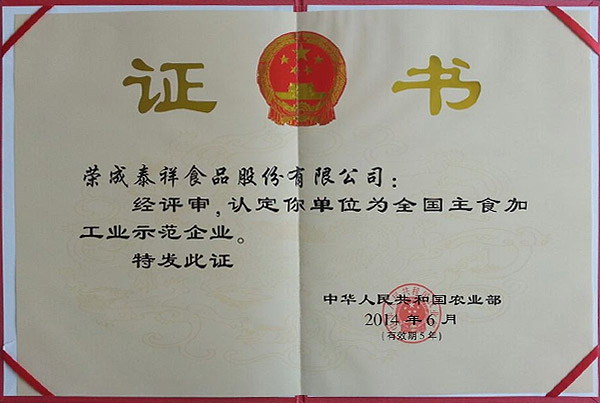 证书
荣成泰祥食品股份有限公司：
经评审，认定你单位为全国主食加
工业示范企业。
特发此证
中华人民共和国农业部
2014年6月
(有效期5年)